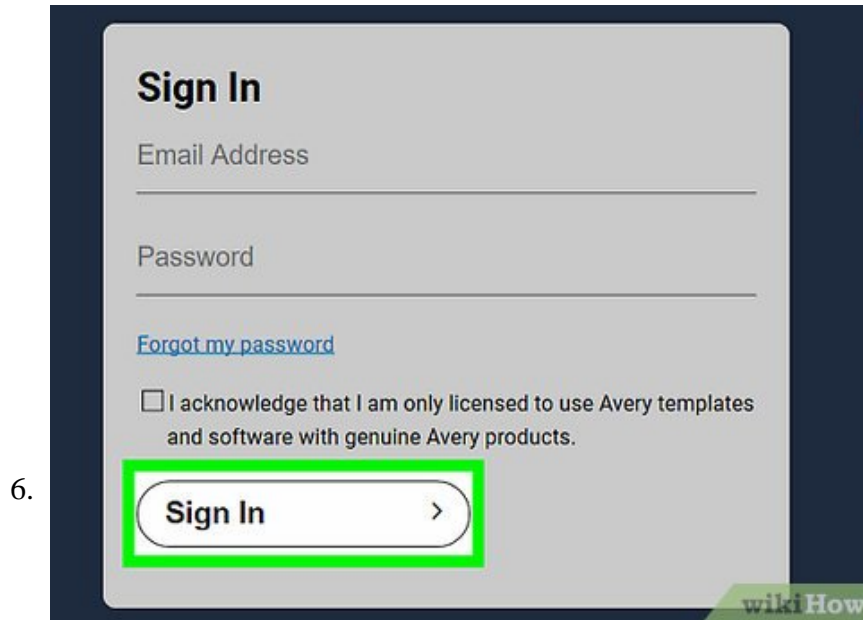 Sign In
Email Address
Password
Forgot my password
I acknowledge that I am only licensed to use Avery templates
and software with genuine Avery products.
6.
Sign In
wikiHow